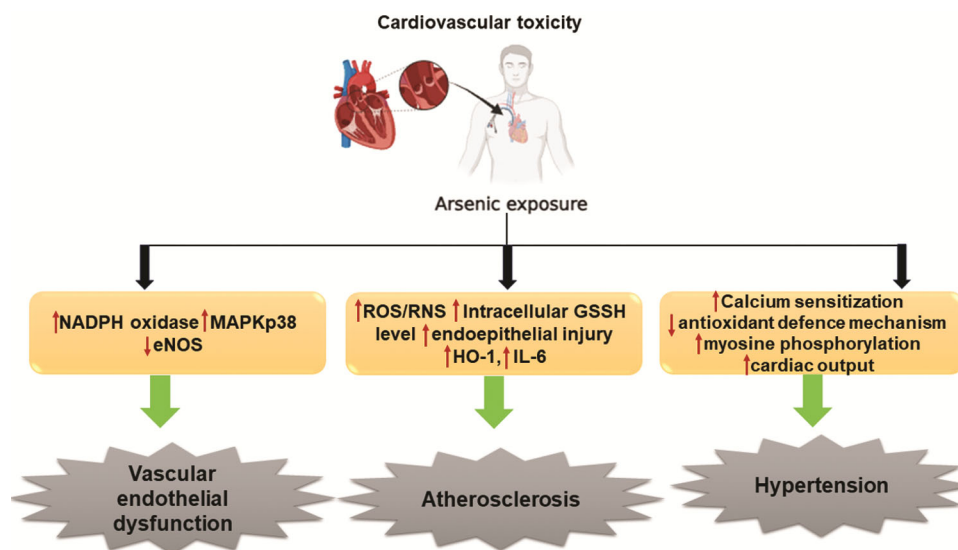 Cardiovascular toxicity
Arsenic exposure
↑NADPH oxidase ↑MAPKp38
↓eNOS
↑ROS/RNS ↑Intracellular GSSH
level ↑endoepithelial injury
↑HO-1, ↑IL-6
↑Calcium sensitization
↓antioxidant defence mechanism
↑myosine phosphorylation
↑cardiac output
Vascular
endothelial
dysfunction
Atherosclerosis
Hypertension